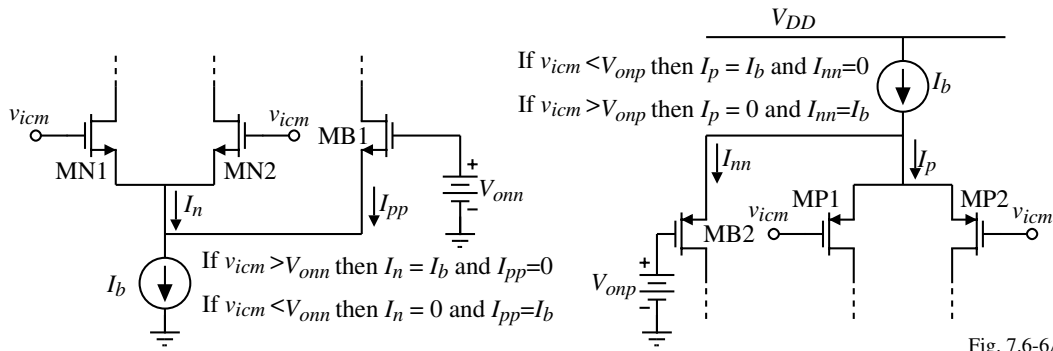 V_DD
If v_icm < V_onp then I_p = I_b and I_nn=0
If v_icm > V_onp then I_p = 0 and I_nn=I_b
I_b
v_icm
v_icm
MB1
MN1
MN2
+
V_onn
−
I_n
I_pp
I_nn
I_p
MP1
MP2
v_icm
v_icm
MB2
+
V_onp
−
I_b
If v_icm > V_onn then I_n = I_b and I_pp=0
If v_icm < V_onn then I_n = 0 and I_pp=I_b
Fig. 7.6-6